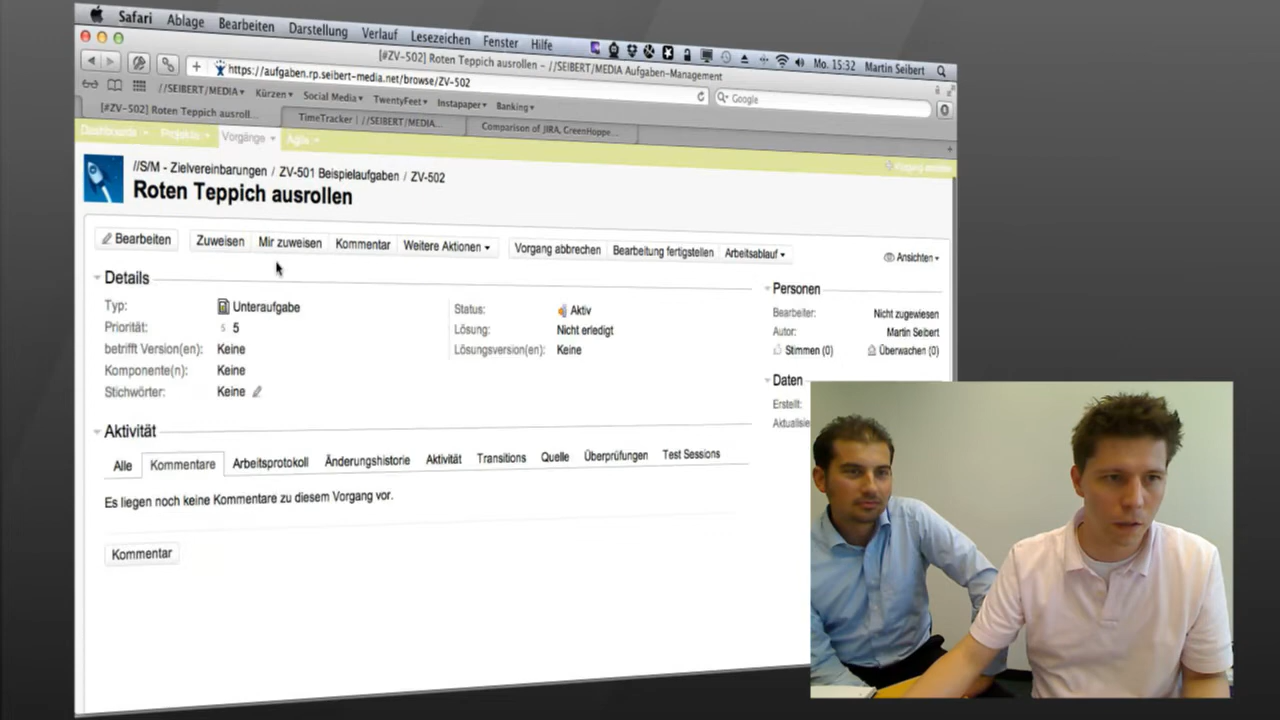 Safari Ablage Bearbeiten Darstellung Verlauf Lesezeichen Fenster Hilfe Mo. 15:32 Martin Seibert
[#ZV-502] Roten Teppich ausrollen – //SEIBERT/MEDIA Aufgaben-Management
https://aufgaben.rp.seibert-media.net/browse/ZV-502 Google
//SEIBERT/MEDIA Kürzen Social Media TwentyFeet Instapaper Banking
[#ZV-502] Roten Teppich ausroll... TimeTracker | //SEIBERT/MEDIA... Comparison of JIRA, GreenHoppe...
Dashboards Projekte Vorgänge Agile
//S/M - Zielvereinbarungen / ZV-501 Beispielaufgaben / ZV-502
Roten Teppich ausrollen
Bearbeiten Zuweisen Mir zuweisen Kommentar Weitere Aktionen Vorgang abbrechen Bearbeitung fertigstellen Arbeitsablauf Ansichten
Details
Typ: Unteraufgabe
Priorität: 5
betrifft Version(en): Keine
Komponente(n): Keine
Stichwörter: Keine
Status: Aktiv
Lösung: Nicht erledigt
Lösungsversion(en): Keine
Personen
Bearbeiter: Nicht zugewiesen
Autor: Martin Seibert
Stimmen (0) Überwachen (0)
Daten
Erstellt:
Aktivität
Alle Kommentare Arbeitsprotokoll Änderungshistorie Aktivität Transitions Quelle Überprüfungen Test Sessions
Es liegen noch keine Kommentare zu diesem Vorgang vor.
Kommentar